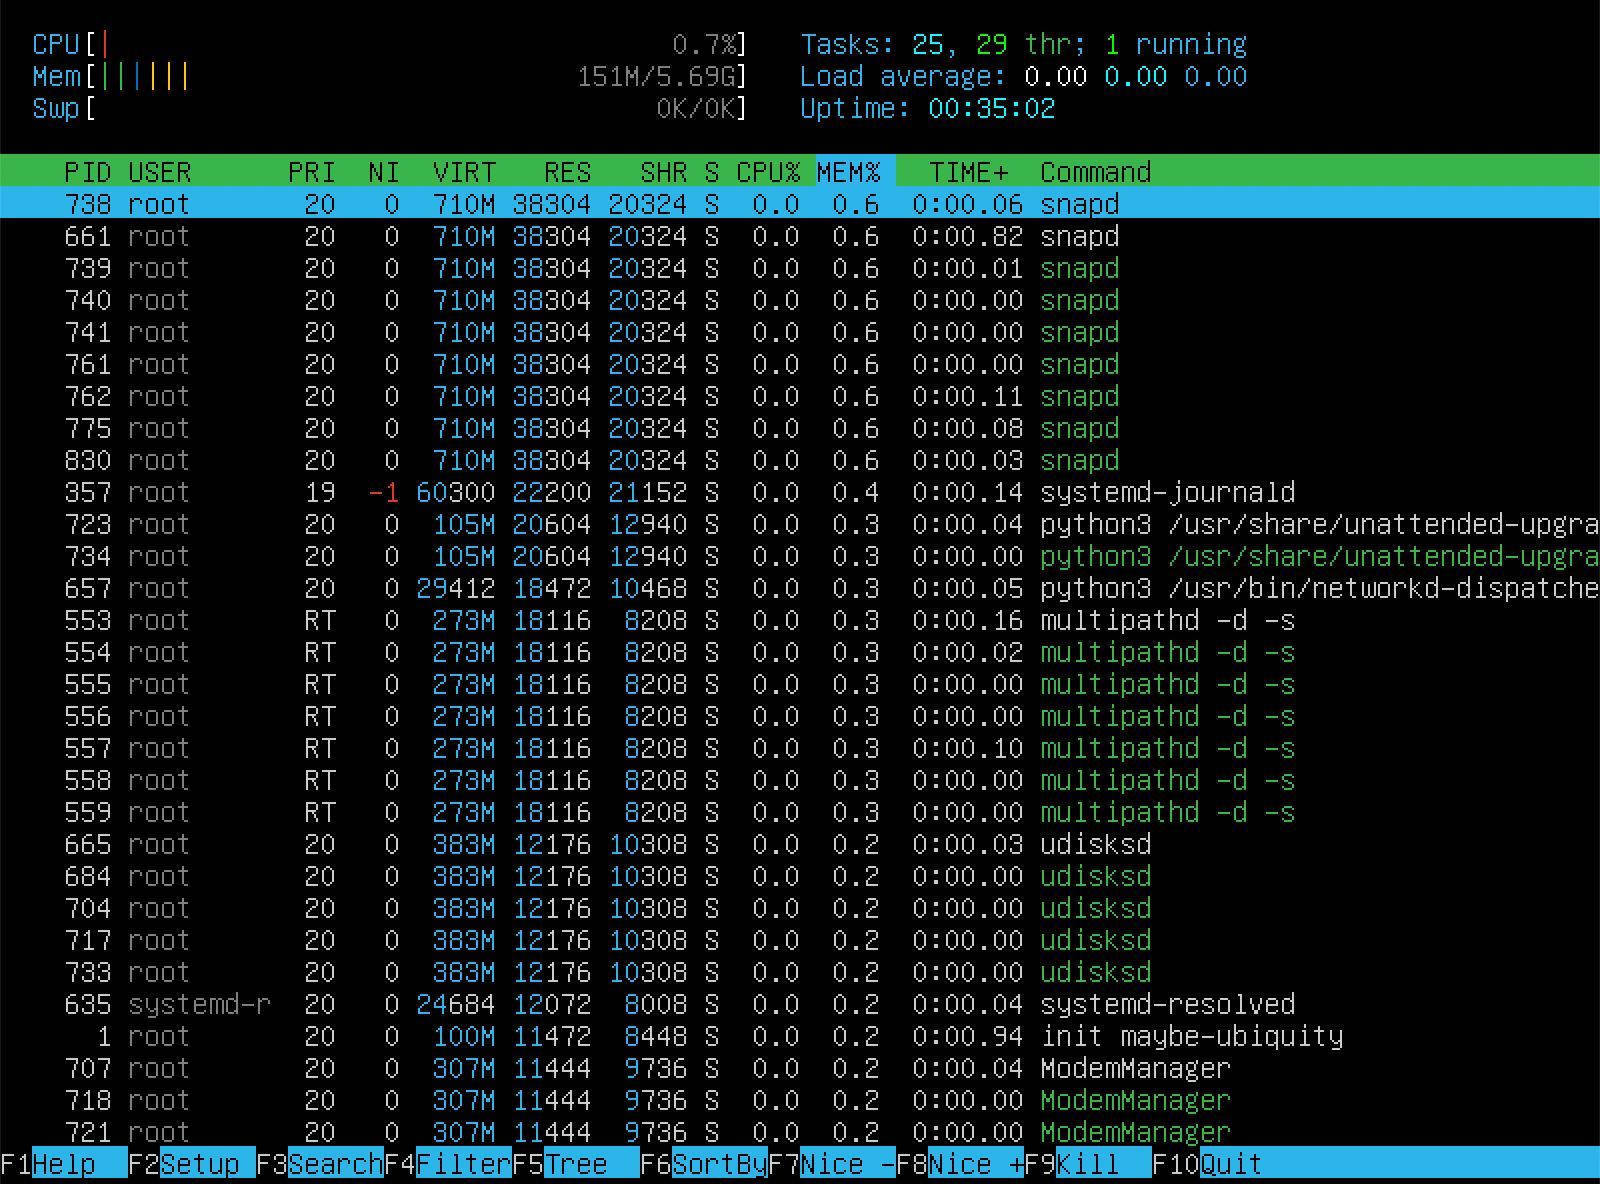 CPU[| 0.7%] Tasks: 25, 29 thr; 1 running
Mem[|||||| 151M/5.69G] Load average: 0.00 0.00 0.00
Swp[ 0K/0K] Uptime: 00:35:02
PID USER PRI NI VIRT RES SHR S CPU% MEM% TIME+ Command
738 root 20 0 710M 38304 20324 S 0.0 0.6 0:00.06 snapd
661 root 20 0 710M 38304 20324 S 0.0 0.6 0:00.82 snapd
739 root 20 0 710M 38304 20324 S 0.0 0.6 0:00.01 snapd
740 root 20 0 710M 38304 20324 S 0.0 0.6 0:00.00 snapd
741 root 20 0 710M 38304 20324 S 0.0 0.6 0:00.00 snapd
761 root 20 0 710M 38304 20324 S 0.0 0.6 0:00.00 snapd
762 root 20 0 710M 38304 20324 S 0.0 0.6 0:00.11 snapd
775 root 20 0 710M 38304 20324 S 0.0 0.6 0:00.08 snapd
830 root 20 0 710M 38304 20324 S 0.0 0.6 0:00.03 snapd
357 root 19 -1 60300 22200 21152 S 0.0 0.4 0:00.14 systemd-journald
723 root 20 0 105M 20604 12940 S 0.0 0.3 0:00.04 python3 /usr/share/unattended-upgra
734 root 20 0 105M 20604 12940 S 0.0 0.3 0:00.00 python3 /usr/share/unattended-upgra
657 root 20 0 29412 18472 10468 S 0.0 0.3 0:00.05 python3 /usr/bin/networkd-dispatche
553 root RT 0 273M 18116 8208 S 0.0 0.3 0:00.16 multipathd -d -s
554 root RT 0 273M 18116 8208 S 0.0 0.3 0:00.02 multipathd -d -s
555 root RT 0 273M 18116 8208 S 0.0 0.3 0:00.00 multipathd -d -s
556 root RT 0 273M 18116 8208 S 0.0 0.3 0:00.00 multipathd -d -s
557 root RT 0 273M 18116 8208 S 0.0 0.3 0:00.10 multipathd -d -s
558 root RT 0 273M 18116 8208 S 0.0 0.3 0:00.00 multipathd -d -s
559 root RT 0 273M 18116 8208 S 0.0 0.3 0:00.00 multipathd -d -s
665 root 20 0 383M 12176 10308 S 0.0 0.2 0:00.03 udisksd
684 root 20 0 383M 12176 10308 S 0.0 0.2 0:00.00 udisksd
704 root 20 0 383M 12176 10308 S 0.0 0.2 0:00.00 udisksd
717 root 20 0 383M 12176 10308 S 0.0 0.2 0:00.00 udisksd
733 root 20 0 383M 12176 10308 S 0.0 0.2 0:00.00 udisksd
635 systemd-r 20 0 24684 12072 8008 S 0.0 0.2 0:00.04 systemd-resolved
1 root 20 0 100M 11472 8448 S 0.0 0.2 0:00.94 init maybe-ubiquity
707 root 20 0 307M 11444 9736 S 0.0 0.2 0:00.04 ModemManager
718 root 20 0 307M 11444 9736 S 0.0 0.2 0:00.00 ModemManager
721 root 20 0 307M 11444 9736 S 0.0 0.2 0:00.00 ModemManager
F1Help F2Setup F3SearchF4FilterF5Tree F6SortByF7Nice -F8Nice +F9Kill F10Quit